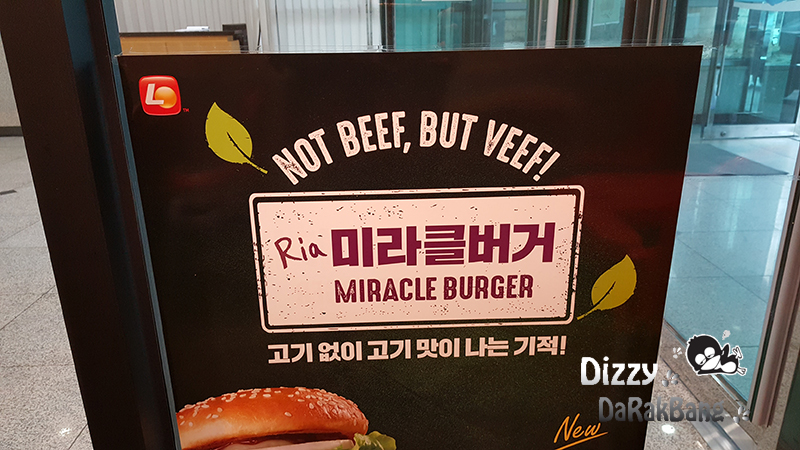 L
TM
NOT BEEF, BUT VEEF!
Ria 미라클버거
MIRACLE BURGER
고기 없이 고기 맛이 나는 기적!
New
Dizzy
DaRakBang